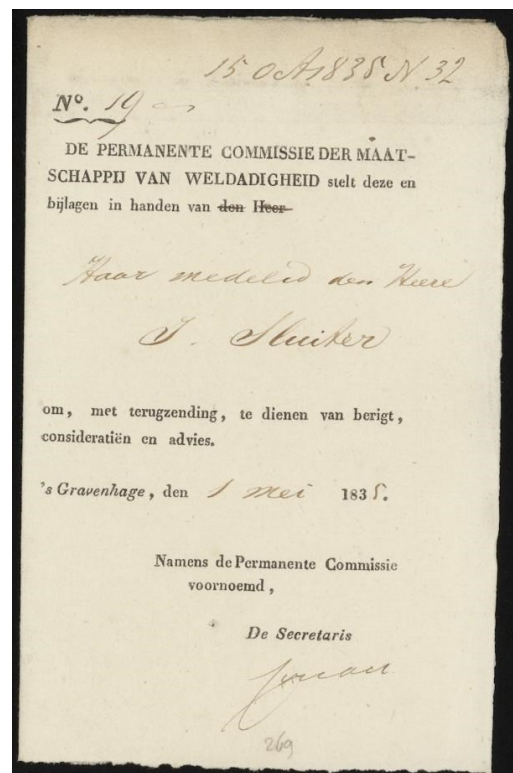 15 Oct 1835 N. 32
No. 19
DE PERMANENTE COMMISSIE DER MAAT-
SCHAPPIJ VAN WELDADIGHEID stelt deze en
bijlagen in handen van den Heer
Haar medelid den Heere
J. Sluiter
om, met terugzending, te dienen van berigt,
consideratiën en advies.
's Gravenhage, den 1 mei 1835.
Namens de Permanente Commissie
voornoemd,
De Secretaris
269